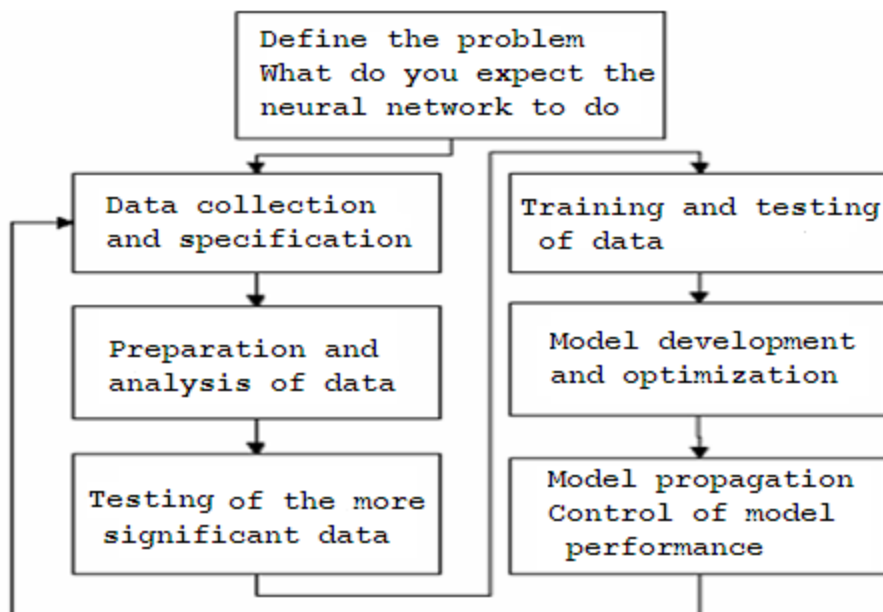 Define the problem
What do you expect the
neural network to do
Data collection
and specification
Preparation and
analysis of data
Testing of the more
significant data
Training and testing
of data
Model development
and optimization
Model propagation
Control of model
performance